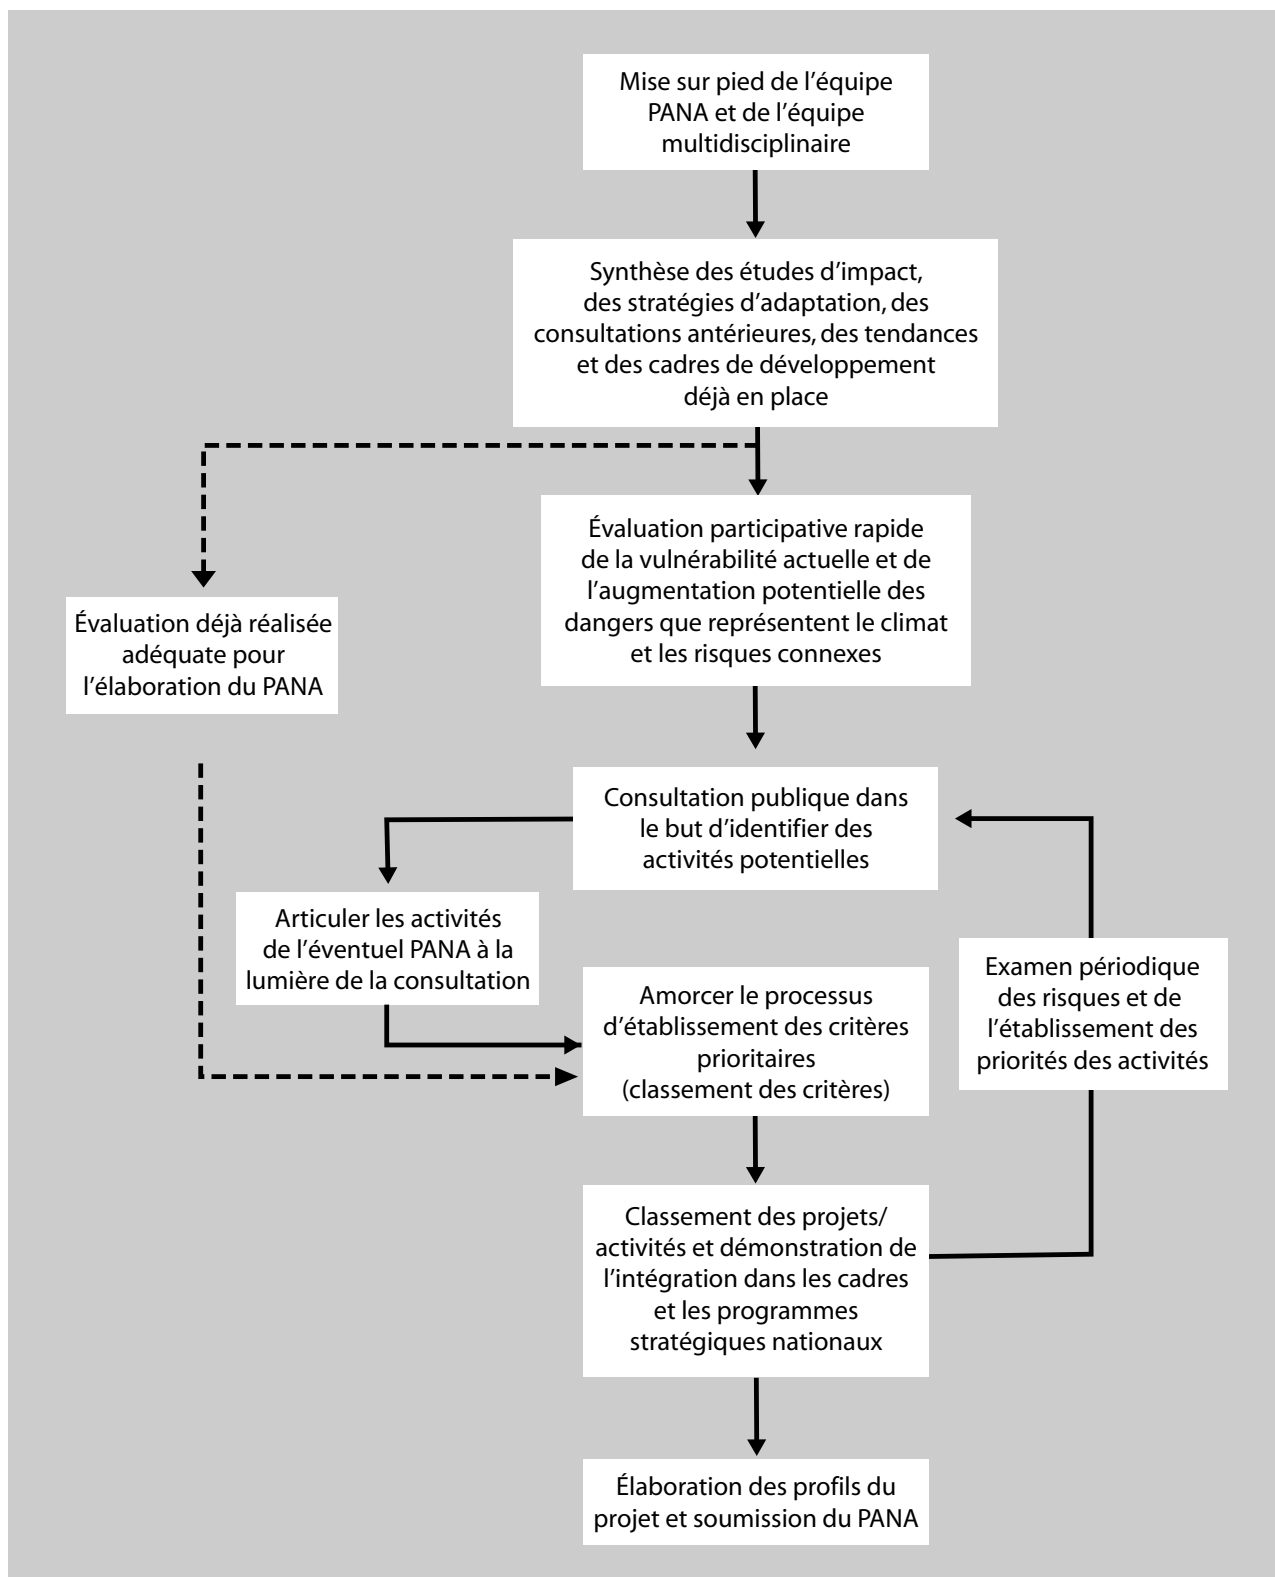 Mise sur pied de l’équipe
PANA et de l’équipe
multidisciplinaire
Synthèse des études d’impact,
des stratégies d’adaptation, des
consultations antérieures, des tendances
et des cadres de développement
déjà en place
Évaluation participative rapide
de la vulnérabilité actuelle et de
l’augmentation potentielle des
dangers que représentent le climat
et les risques connexes
Évaluation déjà réalisée
adéquate pour
l’élaboration du PANA
Consultation publique dans
le but d’identifier des
activités potentielles
Articuler les activités
de l’éventuel PANA à la
lumière de la consultation
Amorcer le processus
d’établissement des critères
prioritaires
(classement des critères)
Examen périodique
des risques et de
l’établissement des
priorités des activités
Classement des projets/
activités et démonstration de
l’intégration dans les cadres
et les programmes
stratégiques nationaux
Élaboration des profils du
projet et soumission du PANA